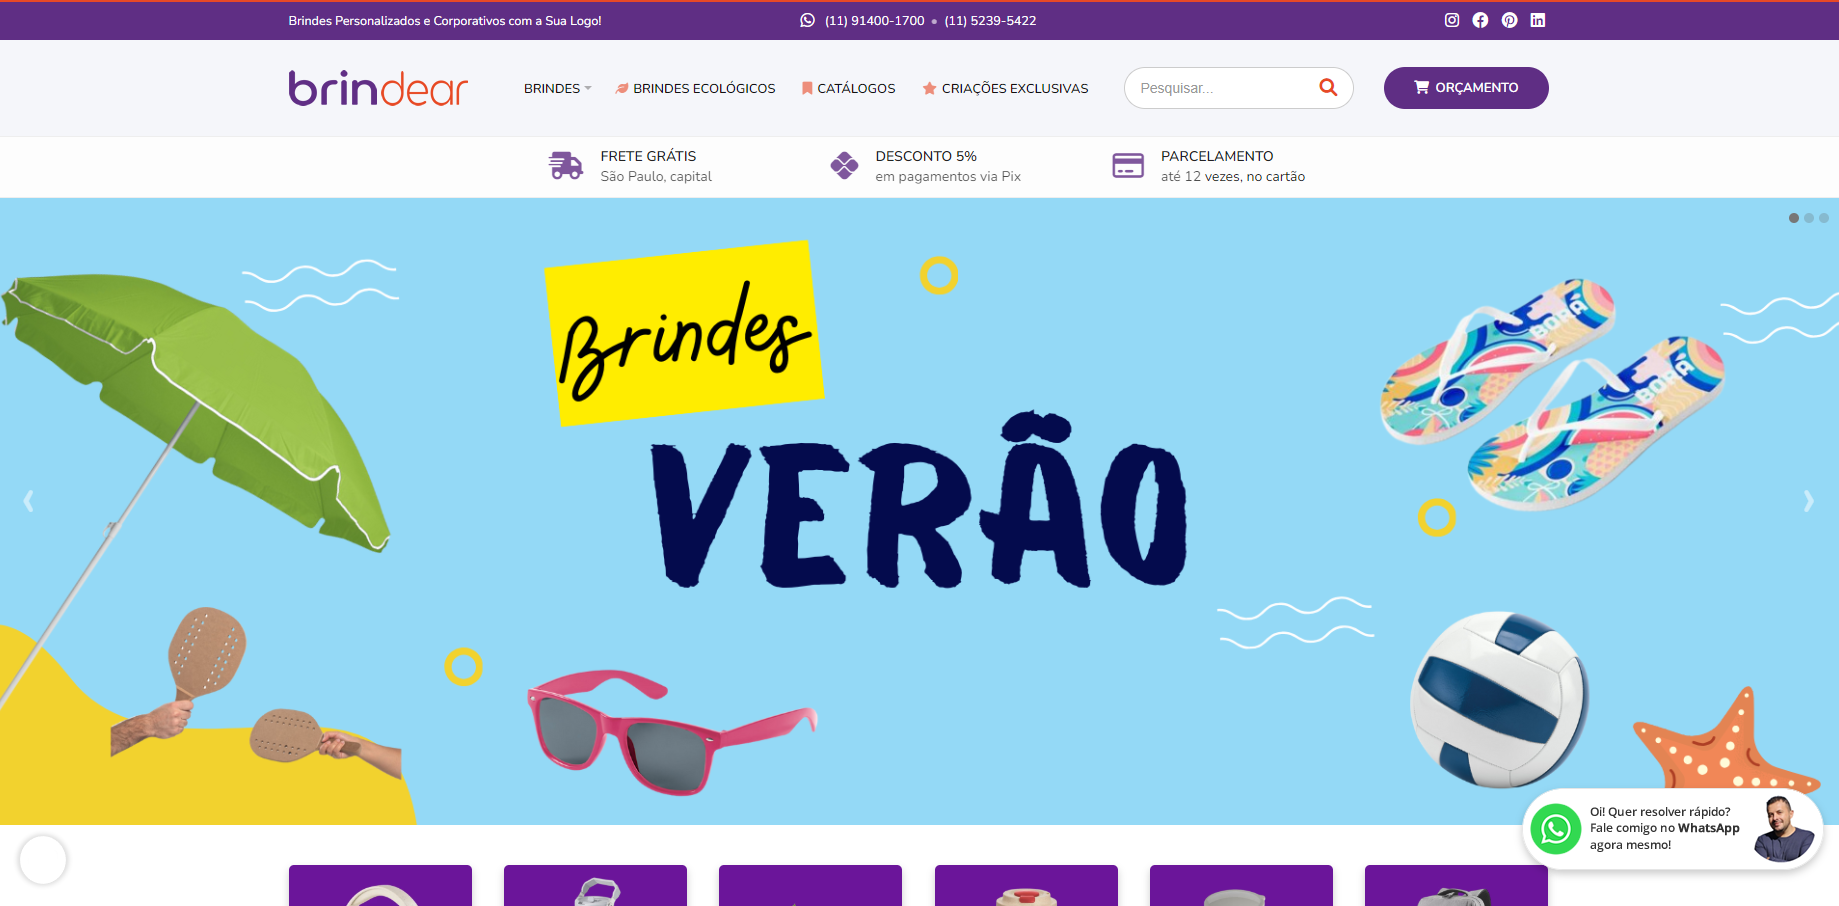 Brindes Personalizados e Corporativos com a Sua Logo!
(11) 91400-1700 • (11) 5239-5422
brindear
BRINDES
BRINDES ECOLÓGICOS
CATÁLOGOS
CRIAÇÕES EXCLUSIVAS
Pesquisar...
ORÇAMENTO
FRETE GRÁTIS
São Paulo, capital
DESCONTO 5%
em pagamentos via Pix
PARCELAMENTO
até 12 vezes, no cartão
Brindes
VERÃO
BORA
BORA
Oi! Quer resolver rápido?
Fale comigo no WhatsApp
agora mesmo!